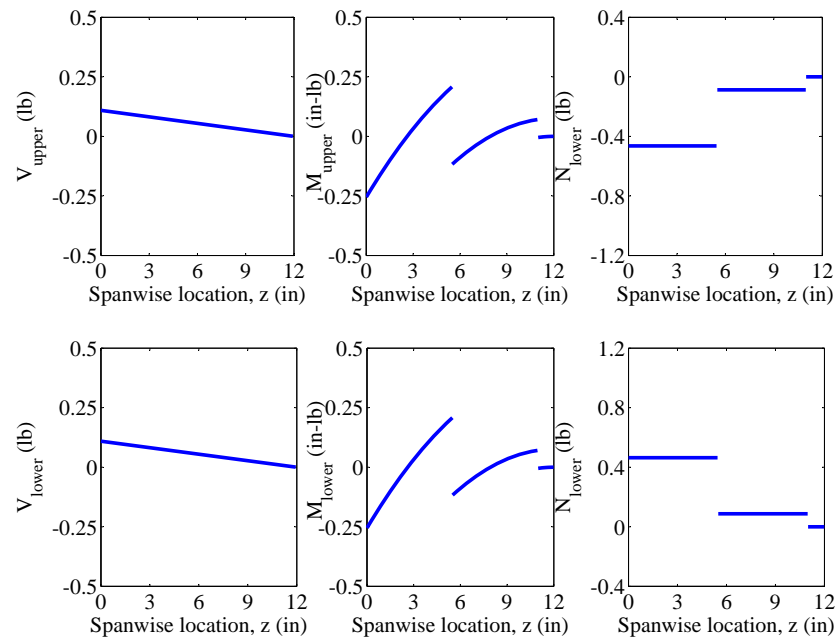 0.5
0.25
0
-0.25
-0.5
V_upper (lb)
0 3 6 9 12
Spanwise location, z (in)
0.5
0.25
0
-0.25
-0.5
M_upper (in-lb)
0 3 6 9 12
Spanwise location, z (in)
0.4
0
-0.4
-0.8
-1.2
N_lower (lb)
0 3 6 9 12
Spanwise location, z (in)
0.5
0.25
0
-0.25
-0.5
V_lower (lb)
0 3 6 9 12
Spanwise location, z (in)
0.5
0.25
0
-0.25
-0.5
M_lower (in-lb)
0 3 6 9 12
Spanwise location, z (in)
1.2
0.8
0.4
0
-0.4
N_lower (lb)
0 3 6 9 12
Spanwise location, z (in)